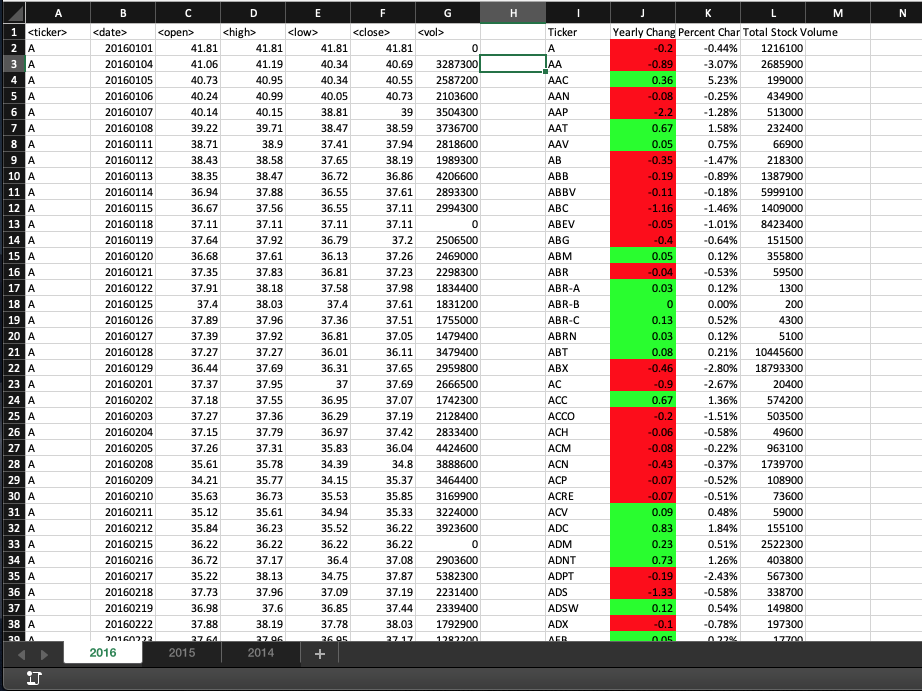 A B C D E F G H I J K L M N
1 <ticker> <date> <open> <high> <low> <close> <vol> Ticker Yearly Chang Percent Char Total Stock Volume
2 A 20160101 41.81 41.81 41.81 41.81 0 A -0.2 -0.44% 1216100
3 A 20160104 41.06 41.19 40.34 40.69 3287300 AA -0.89 -3.07% 2685900
4 A 20160105 40.73 40.95 40.34 40.55 2587200 AAC 0.36 5.23% 199000
5 A 20160106 40.24 40.99 40.05 40.73 2103600 AAN -0.08 -0.25% 434900
6 A 20160107 40.14 40.15 38.81 39 3504300 AAP -2.2 -1.28% 513000
7 A 20160108 39.22 39.71 38.47 38.59 3736700 AAT 0.67 1.58% 232400
8 A 20160111 38.71 38.9 37.41 37.94 2818600 AAV 0.05 0.75% 66900
9 A 20160112 38.43 38.58 37.65 38.19 1989300 AB -0.35 -1.47% 218300
10 A 20160113 38.35 38.47 36.72 36.86 4206600 ABB -0.19 -0.89% 1387900
11 A 20160114 36.94 37.88 36.55 37.61 2893300 ABBV -0.11 -0.18% 5999100
12 A 20160115 36.67 37.56 36.55 37.11 2994300 ABC -1.16 -1.46% 1409000
13 A 20160118 37.11 37.11 37.11 37.11 0 ABEV -0.05 -1.01% 8423400
14 A 20160119 37.64 37.92 36.79 37.2 2506500 ABG -0.4 -0.64% 151500
15 A 20160120 36.68 37.61 36.13 37.26 2469000 ABM 0.05 0.12% 355800
16 A 20160121 37.35 37.83 36.81 37.23 2298300 ABR -0.04 -0.53% 59500
17 A 20160122 37.91 38.18 37.58 37.98 1834400 ABR-A 0.03 0.12% 1300
18 A 20160125 37.4 38.03 37.4 37.61 1831200 ABR-B 0 0.00% 200
19 A 20160126 37.89 37.96 37.36 37.51 1755000 ABR-C 0.13 0.52% 4300
20 A 20160127 37.39 37.92 36.81 37.05 1479400 ABRN 0.03 0.12% 5100
21 A 20160128 37.27 37.27 36.01 36.11 3479400 ABT 0.08 0.21% 10445600
22 A 20160129 36.44 37.69 36.31 37.65 2959800 ABX -0.46 -2.80% 18793300
23 A 20160201 37.37 37.95 37 37.69 2666500 AC -0.9 -2.67% 20400
24 A 20160202 37.18 37.55 36.95 37.07 1742300 ACC 0.67 1.36% 574200
25 A 20160203 37.27 37.36 36.29 37.19 2128400 ACCO -0.2 -1.51% 503500
26 A 20160204 37.15 37.79 36.97 37.42 2833400 ACH -0.06 -0.58% 49600
27 A 20160205 37.26 37.31 35.83 36.04 4424600 ACM -0.08 -0.22% 963100
28 A 20160208 35.61 35.78 34.39 34.8 3888600 ACN -0.43 -0.37% 1739700
29 A 20160209 34.21 35.77 34.15 35.37 3464400 ACP -0.07 -0.52% 108900
30 A 20160210 35.63 36.73 35.53 35.85 3169900 ACRE -0.07 -0.51% 73600
31 A 20160211 35.12 35.61 34.94 35.33 3224000 ACV 0.09 0.48% 59000
32 A 20160212 35.84 36.23 35.52 36.22 3923600 ADC 0.83 1.84% 155100
33 A 20160215 36.22 36.22 36.22 36.22 0 ADM 0.23 0.51% 2522300
34 A 20160216 36.72 37.17 36.4 37.08 2903600 ADNT 0.73 1.26% 403800
35 A 20160217 35.22 38.13 34.75 37.87 5382300 ADPT -0.19 -2.43% 567300
36 A 20160218 37.73 37.96 37.09 37.19 2231400 ADS -1.33 -0.58% 338700
37 A 20160219 36.98 37.6 36.85 37.44 2339400 ADSW 0.12 0.54% 149800
38 A 20160222 37.88 38.19 37.78 38.03 1792900 ADX -0.1 -0.78% 197300
39 A 20160223 37.64 37.96 36.95 37.17 1282200 AEB 0.05 0.22% 17700
2016 2015 2014 +